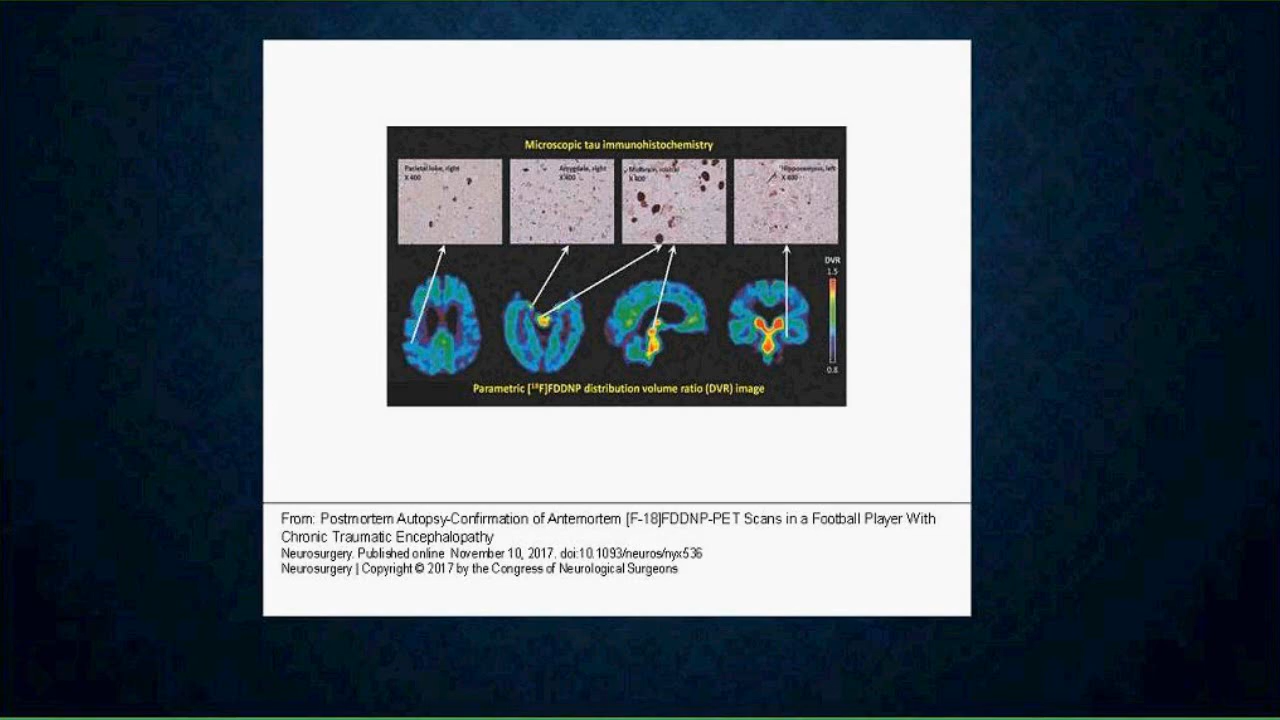 Microscopic tau immunohistochemistry
Parietal lobe, right
X 400
Amygdala, right
X 400
Midbrain, rostral
X 400
Hippocampus, left
X 400
DVR
1.5
0.8
Parametric [¹⁸F]FDDNP distribution volume ratio (DVR) image
From: Postmortem Autopsy-Confirmation of Antemortem [F-18]FDDNP-PET Scans in a Football Player With
Chronic Traumatic Encephalopathy
Neurosurgery. Published online November 10, 2017. doi:10.1093/neuros/nyx536
Neurosurgery | Copyright © 2017 by the Congress of Neurological Surgeons